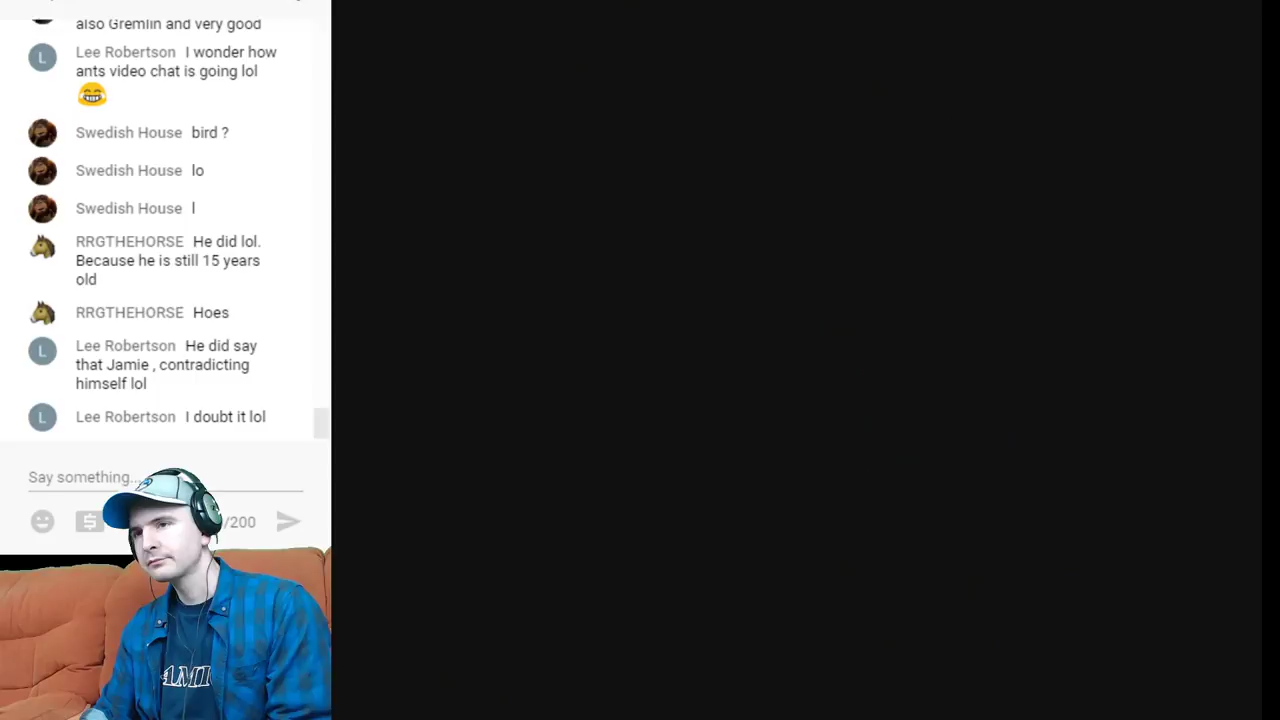 also Gremlin and very good
Lee Robertson I wonder how
ants video chat is going lol
Swedish House bird ?
Swedish House lo
Swedish House l
RRGTHEHORSE He did lol.
Because he is still 15 years
old
RRGTHEHORSE Hoes
Lee Robertson He did say
that Jamie , contradicting
himself lol
Lee Robertson I doubt it lol
Say something...
/200